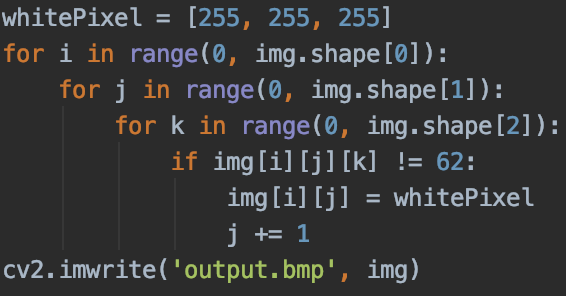 whitePixel = [255, 255, 255]
for i in range(0, img.shape[0]):
    for j in range(0, img.shape[1]):
        for k in range(0, img.shape[2]):
            if img[i][j][k] != 62:
                img[i][j] = whitePixel
                j += 1
cv2.imwrite('output.bmp', img)